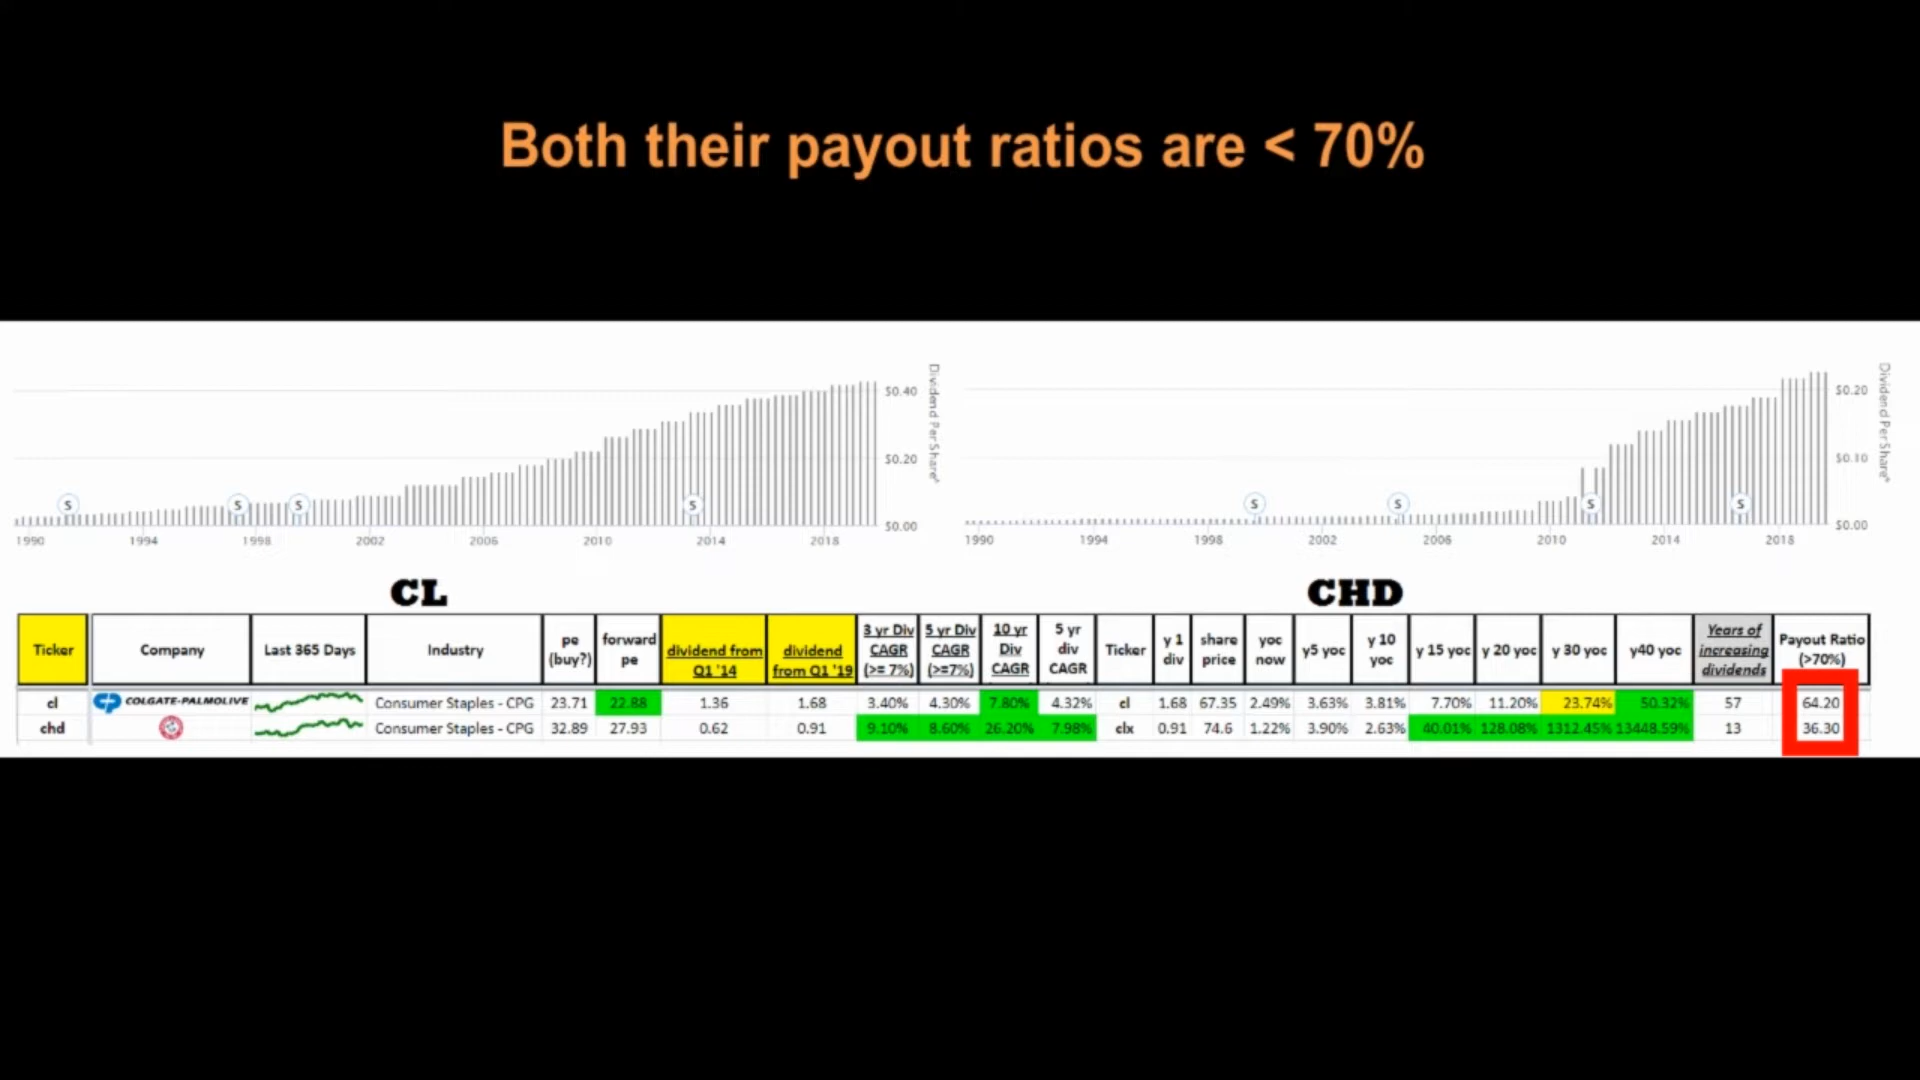 Both their payout ratios are < 70%
Dividend Per Share*
$0.40
$0.20
$0.00
1990 1994 1998 2002 2006 2010 2014 2018
S S S S
Dividend Per Share*
$0.20
$0.10
$0.00
1990 1994 1998 2002 2006 2010 2014 2018
S S S S
CL CHD
Ticker Company Last 365 Days Industry pe (buy?) forward pe dividend from Q1 '14 dividend from Q1 '19 3 yr Div CAGR (>= 7%) 5 yr Div CAGR (>=7%) 10 yr Div CAGR 5 yr div CAGR Ticker y 1 div share price yoc now y5 yoc y 10 yoc y 15 yoc y 20 yoc y 30 yoc y40 yoc Years of increasing dividends Payout Ratio (>70%)
cl COLGATE-PALMOLIVE Consumer Staples - CPG 23.71 22.88 1.36 1.68 3.40% 4.30% 7.80% 4.32% cl 1.68 67.35 2.49% 3.63% 3.81% 7.70% 11.20% 23.74% 50.32% 57 64.20
chd Consumer Staples - CPG 32.89 27.93 0.62 0.91 9.10% 8.60% 26.20% 7.98% clx 0.91 74.6 1.22% 3.90% 2.63% 40.01% 128.08% 1312.45% 13448.59% 13 36.30